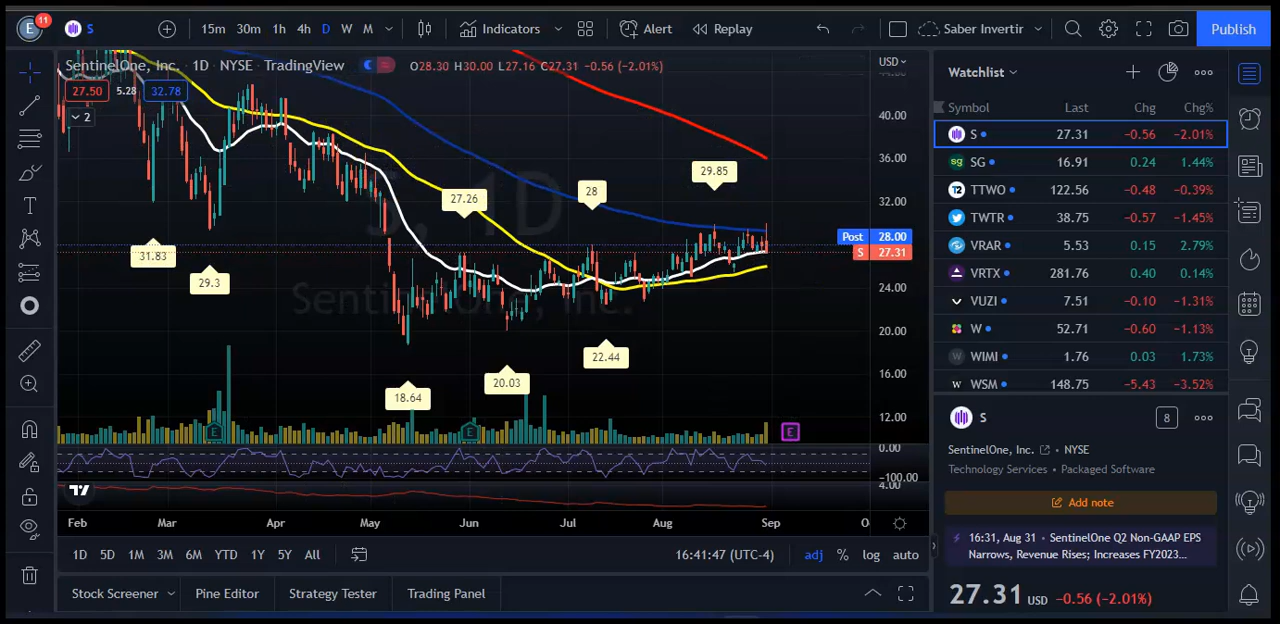 E 11 S 15m 30m 1h 4h D W M Indicators Alert Replay Saber Invertir Publish
SentinelOne, Inc. · 1D · NYSE · TradingView O28.30 H30.00 L27.16 C27.31 −0.56 (−2.01%)
27.50 5.28 32.78
2
USD
44.00
40.00
36.00
32.00
Post 28.00
S 27.31
24.00
20.00
16.00
12.00
0.00
−100.00
4.00
S, 1D
SentinelOne, Inc.
31.83
29.3
18.64
27.26
20.03
28
22.44
29.85
E E E
Feb Mar Apr May Jun Jul Aug Sep O
1D 5D 1M 3M 6M YTD 1Y 5Y All 16:41:47 (UTC-4) adj % log auto
Stock Screener Pine Editor Strategy Tester Trading Panel
Watchlist
Symbol Last Chg Chg%
S 27.31 −0.56 −2.01%
SG 16.91 0.24 1.44%
TTWO 122.56 −0.48 −0.39%
TWTR 38.75 −0.57 −1.45%
VRAR 5.53 0.15 2.79%
VRTX 281.76 0.40 0.14%
VUZI 7.51 −0.10 −1.31%
W 52.71 −0.60 −1.13%
WIMI 1.76 0.03 1.73%
WSM 148.75 −5.43 −3.52%
S 8
SentinelOne, Inc. • NYSE
Technology Services • Packaged Software
Add note
16:31, Aug 31 • SentinelOne Q2 Non-GAAP EPS
Narrows, Revenue Rises; Increases FY2023...
27.31 USD −0.56 (−2.01%)